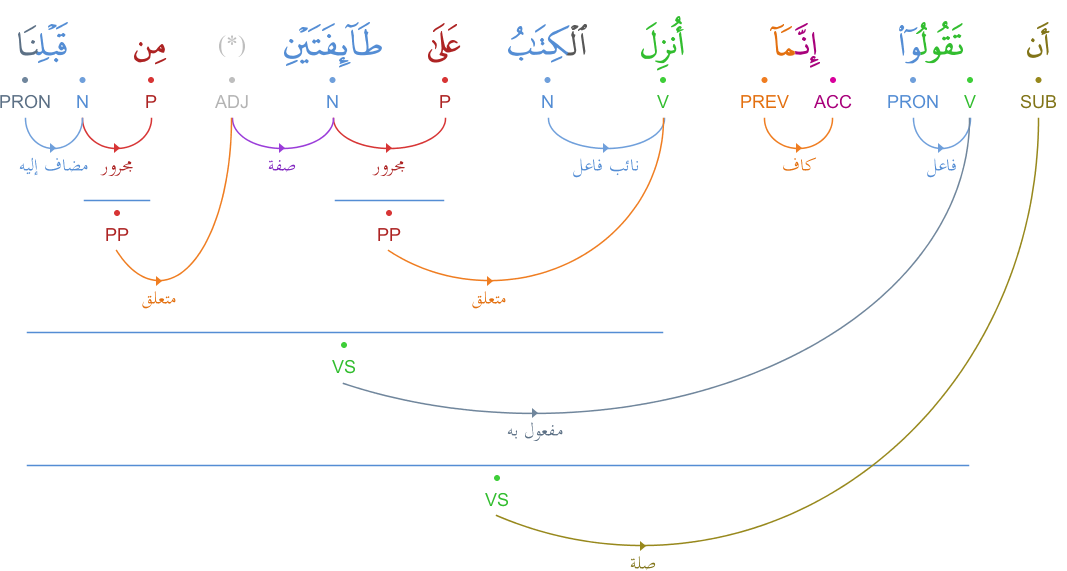 أَن تَقُولُوٓا۟ إِنَّمَآ أُنزِلَ ٱلْكِتَـٰبُ عَلَىٰ طَآئِفَتَيْنِ (*) مِن قَبْلِنَا
SUB V PRON ACC PREV V N P N ADJ P N PRON
فاعل كاف نائب فاعل مجرور صفة مجرور مضاف إليه
PP PP
متعلق متعلق
VS
مفعول به
VS
صلة